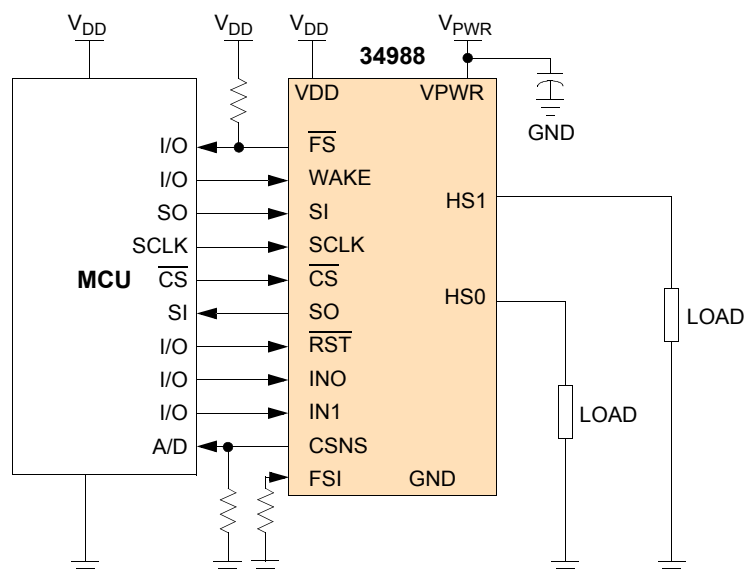 VDD VDD VDD VPWR
34988
VDD VPWR
GND
I/O FS
I/O WAKE
HS1
SO SI
SCLK SCLK
MCU CS CS
HS0
SI SO
LOAD
I/O RST
I/O INO
I/O IN1
LOAD
A/D CSNS
FSI GND